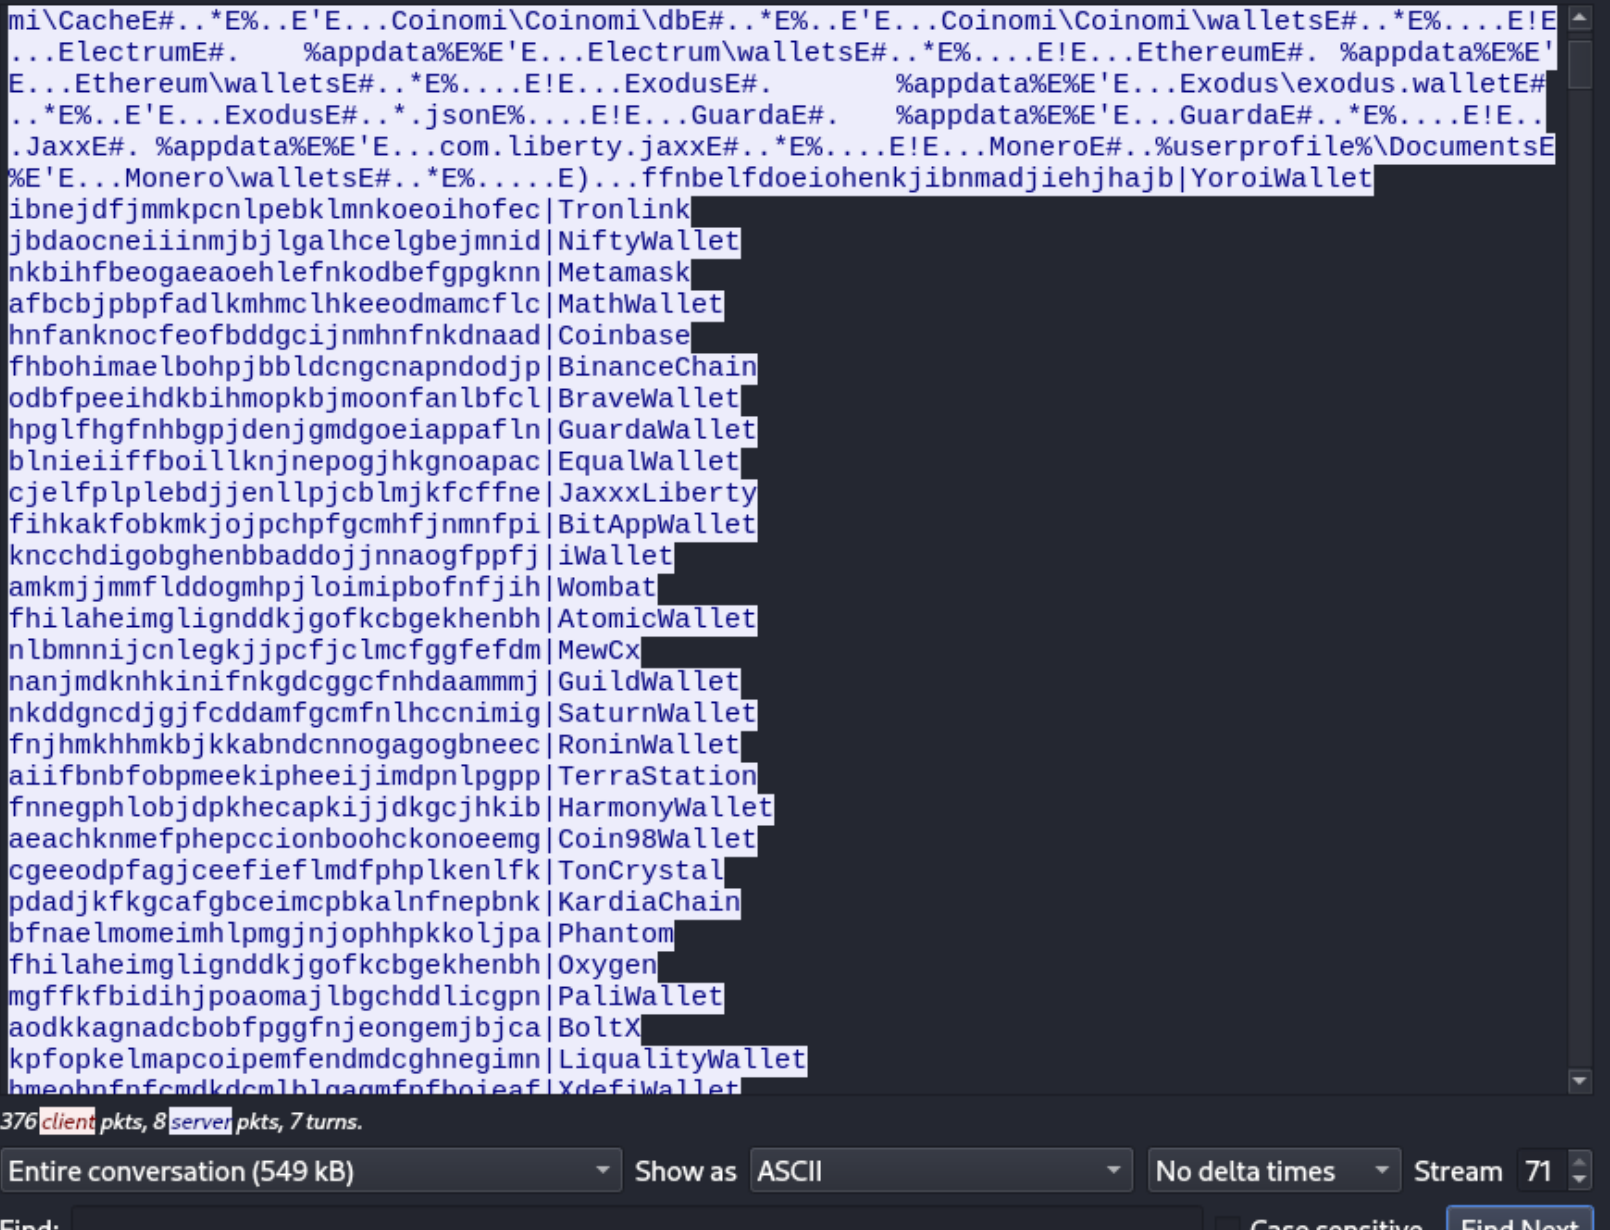 mi\CacheE#..*E%..E'E...Coinomi\Coinomi\dbE#..*E%..E'E...Coinomi\Coinomi\walletsE#..*E%....E!E
...ElectrumE#.    %appdata%E%E'E...Electrum\walletsE#..*E%....E!E...EthereumE#. %appdata%E%E'
E...Ethereum\walletsE#..*E%....E!E...ExodusE#.       %appdata%E%E'E...Exodus\exodus.walletE#
..*E%..E'E...ExodusE#..*.jsonE%....E!E...GuardaE#.   %appdata%E%E'E...GuardaE#..*E%....E!E..
.JaxxE#. %appdata%E%E'E...com.liberty.jaxxE#..*E%....E!E...MoneroE#..%userprofile%\DocumentsE
%E'E...Monero\walletsE#..*E%.....E)...ffnbelfdoeiohenkjibnmadjiehjhajb|YoroiWallet
ibnejdfjmmkpcnlpebklmnkoeoihofec|Tronlink
jbdaocneiiinmjbjlgalhcelgbejmnid|NiftyWallet
nkbihfbeogaeaoehlefnkodbefgpgknn|Metamask
afbcbjpbpfadlkmhmclhkeeodmamcflc|MathWallet
hnfanknocfeofbddgcijnmhnfnkdnaad|Coinbase
fhbohimaelbohpjbbldcngcnapndodjp|BinanceChain
odbfpeeihdkbihmopkbjmoonfanlbfcl|BraveWallet
hpglfhgfnhbgpjdenjgmdgoeiappafln|GuardaWallet
blnieiiffboillknjnepogjhkgnoapac|EqualWallet
cjelfplplebdjjenllpjcblmjkfcffne|JaxxxLiberty
fihkakfobkmkjojpchpfgcmhfjnmnfpi|BitAppWallet
kncchdigobghenbbaddojjnnaogfppfj|iWallet
amkmjjmmflddogmhpjloimipbofnfjih|Wombat
fhilaheimglignddkjgofkcbgekhenbh|AtomicWallet
nlbmnnijcnlegkjjpcfjclmcfggfefdm|MewCx
nanjmdknhkinifnkgdcggcfnhdaammmj|GuildWallet
nkddgncdjgjfcddamfgcmfnlhccnimig|SaturnWallet
fnjhmkhhmkbjkkabndcnnogagogbneec|RoninWallet
aiifbnbfobpmeekipheeijimdpnlpgpp|TerraStation
fnnegphlobjdpkhecapkijjdkgcjhkib|HarmonyWallet
aeachknmefphepccionboohckonoeemg|Coin98Wallet
cgeeodpfagjceefieflmdfphplkenlfk|TonCrystal
pdadjkfkgcafgbceimcpbkalnfnepbnk|KardiaChain
bfnaelmomeimhlpmgjnjophhpkkoljpa|Phantom
fhilaheimglignddkjgofkcbgekhenbh|Oxygen
mgffkfbidihjpoaomajlbgchddlicgpn|PaliWallet
aodkkagnadcbobfpggfnjeongemjbjca|BoltX
kpfopkelmapcoipemfendmdcghnegimn|LiqualityWallet
hmeobnfnfcmdkdcmlblgagmfpfboieaf|XdefiWallet
376 client pkts, 8 server pkts, 7 turns.
Entire conversation (549 kB) Show as ASCII No delta times Stream 71
Find: Case sensitive Find Next